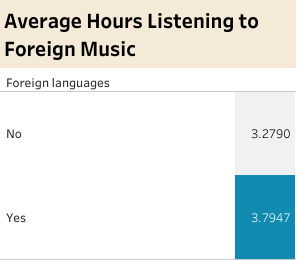 Average Hours Listening to
Foreign Music
Foreign languages
No 3.2790
Yes 3.7947